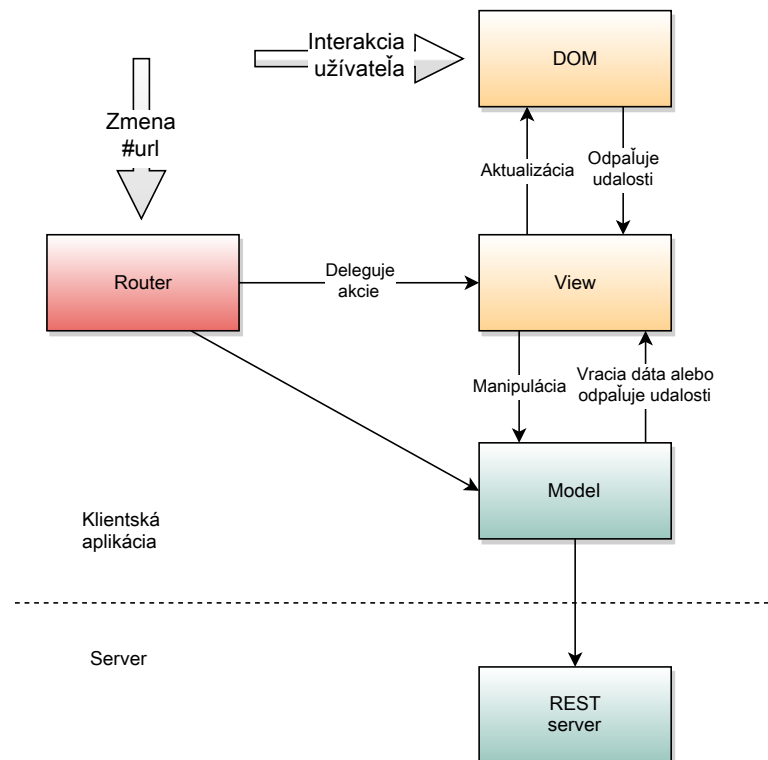 Interakcia
užívateľa
DOM
Zmena
#url
Aktualizácia
Odpaľuje
udalosti
Router
Deleguje
akcie
View
Manipulácia
Vracia dáta alebo
odpaľuje udalosti
Model
Klientská
aplikácia
Server
REST
server